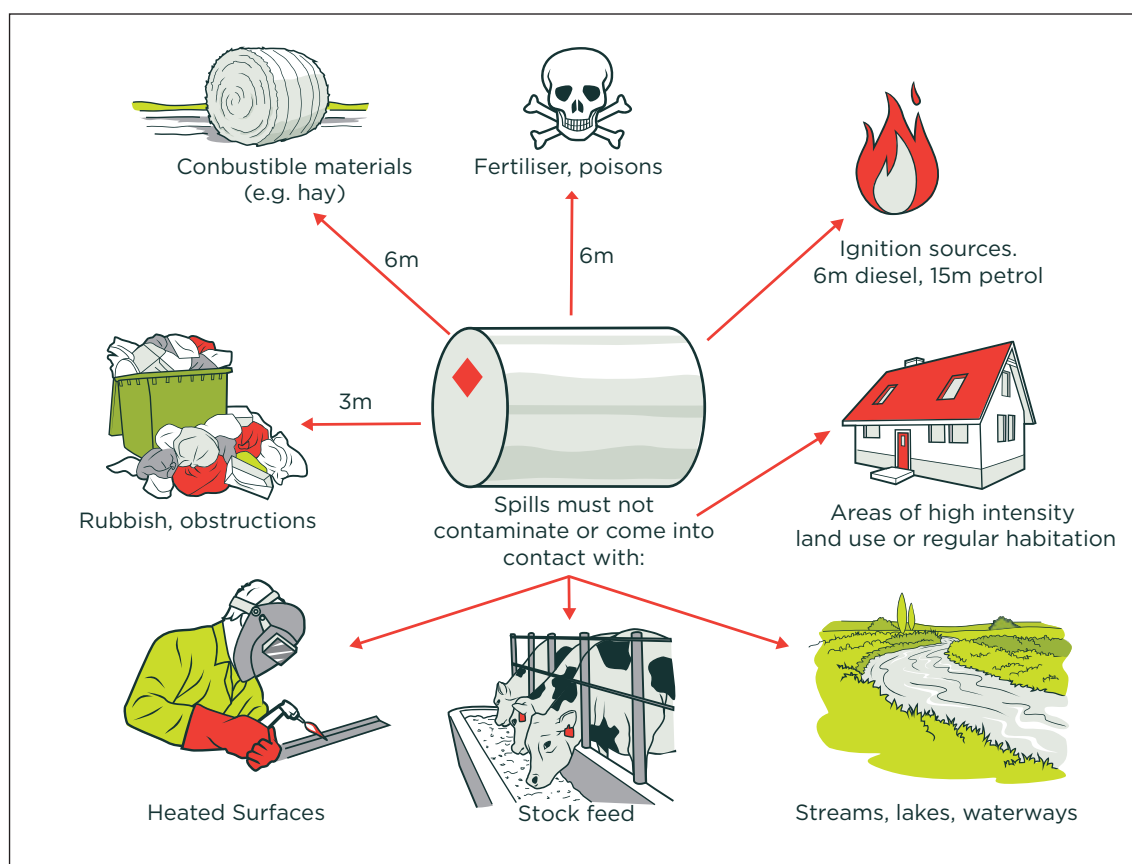 Conbustible materials
(e.g. hay)
Fertiliser, poisons
Ignition sources.
6m diesel, 15m petrol
6m
6m
3m
Rubbish, obstructions
Spills must not
contaminate or come into
contact with:
Areas of high intensity
land use or regular habitation
Heated Surfaces
Stock feed
Streams, lakes, waterways